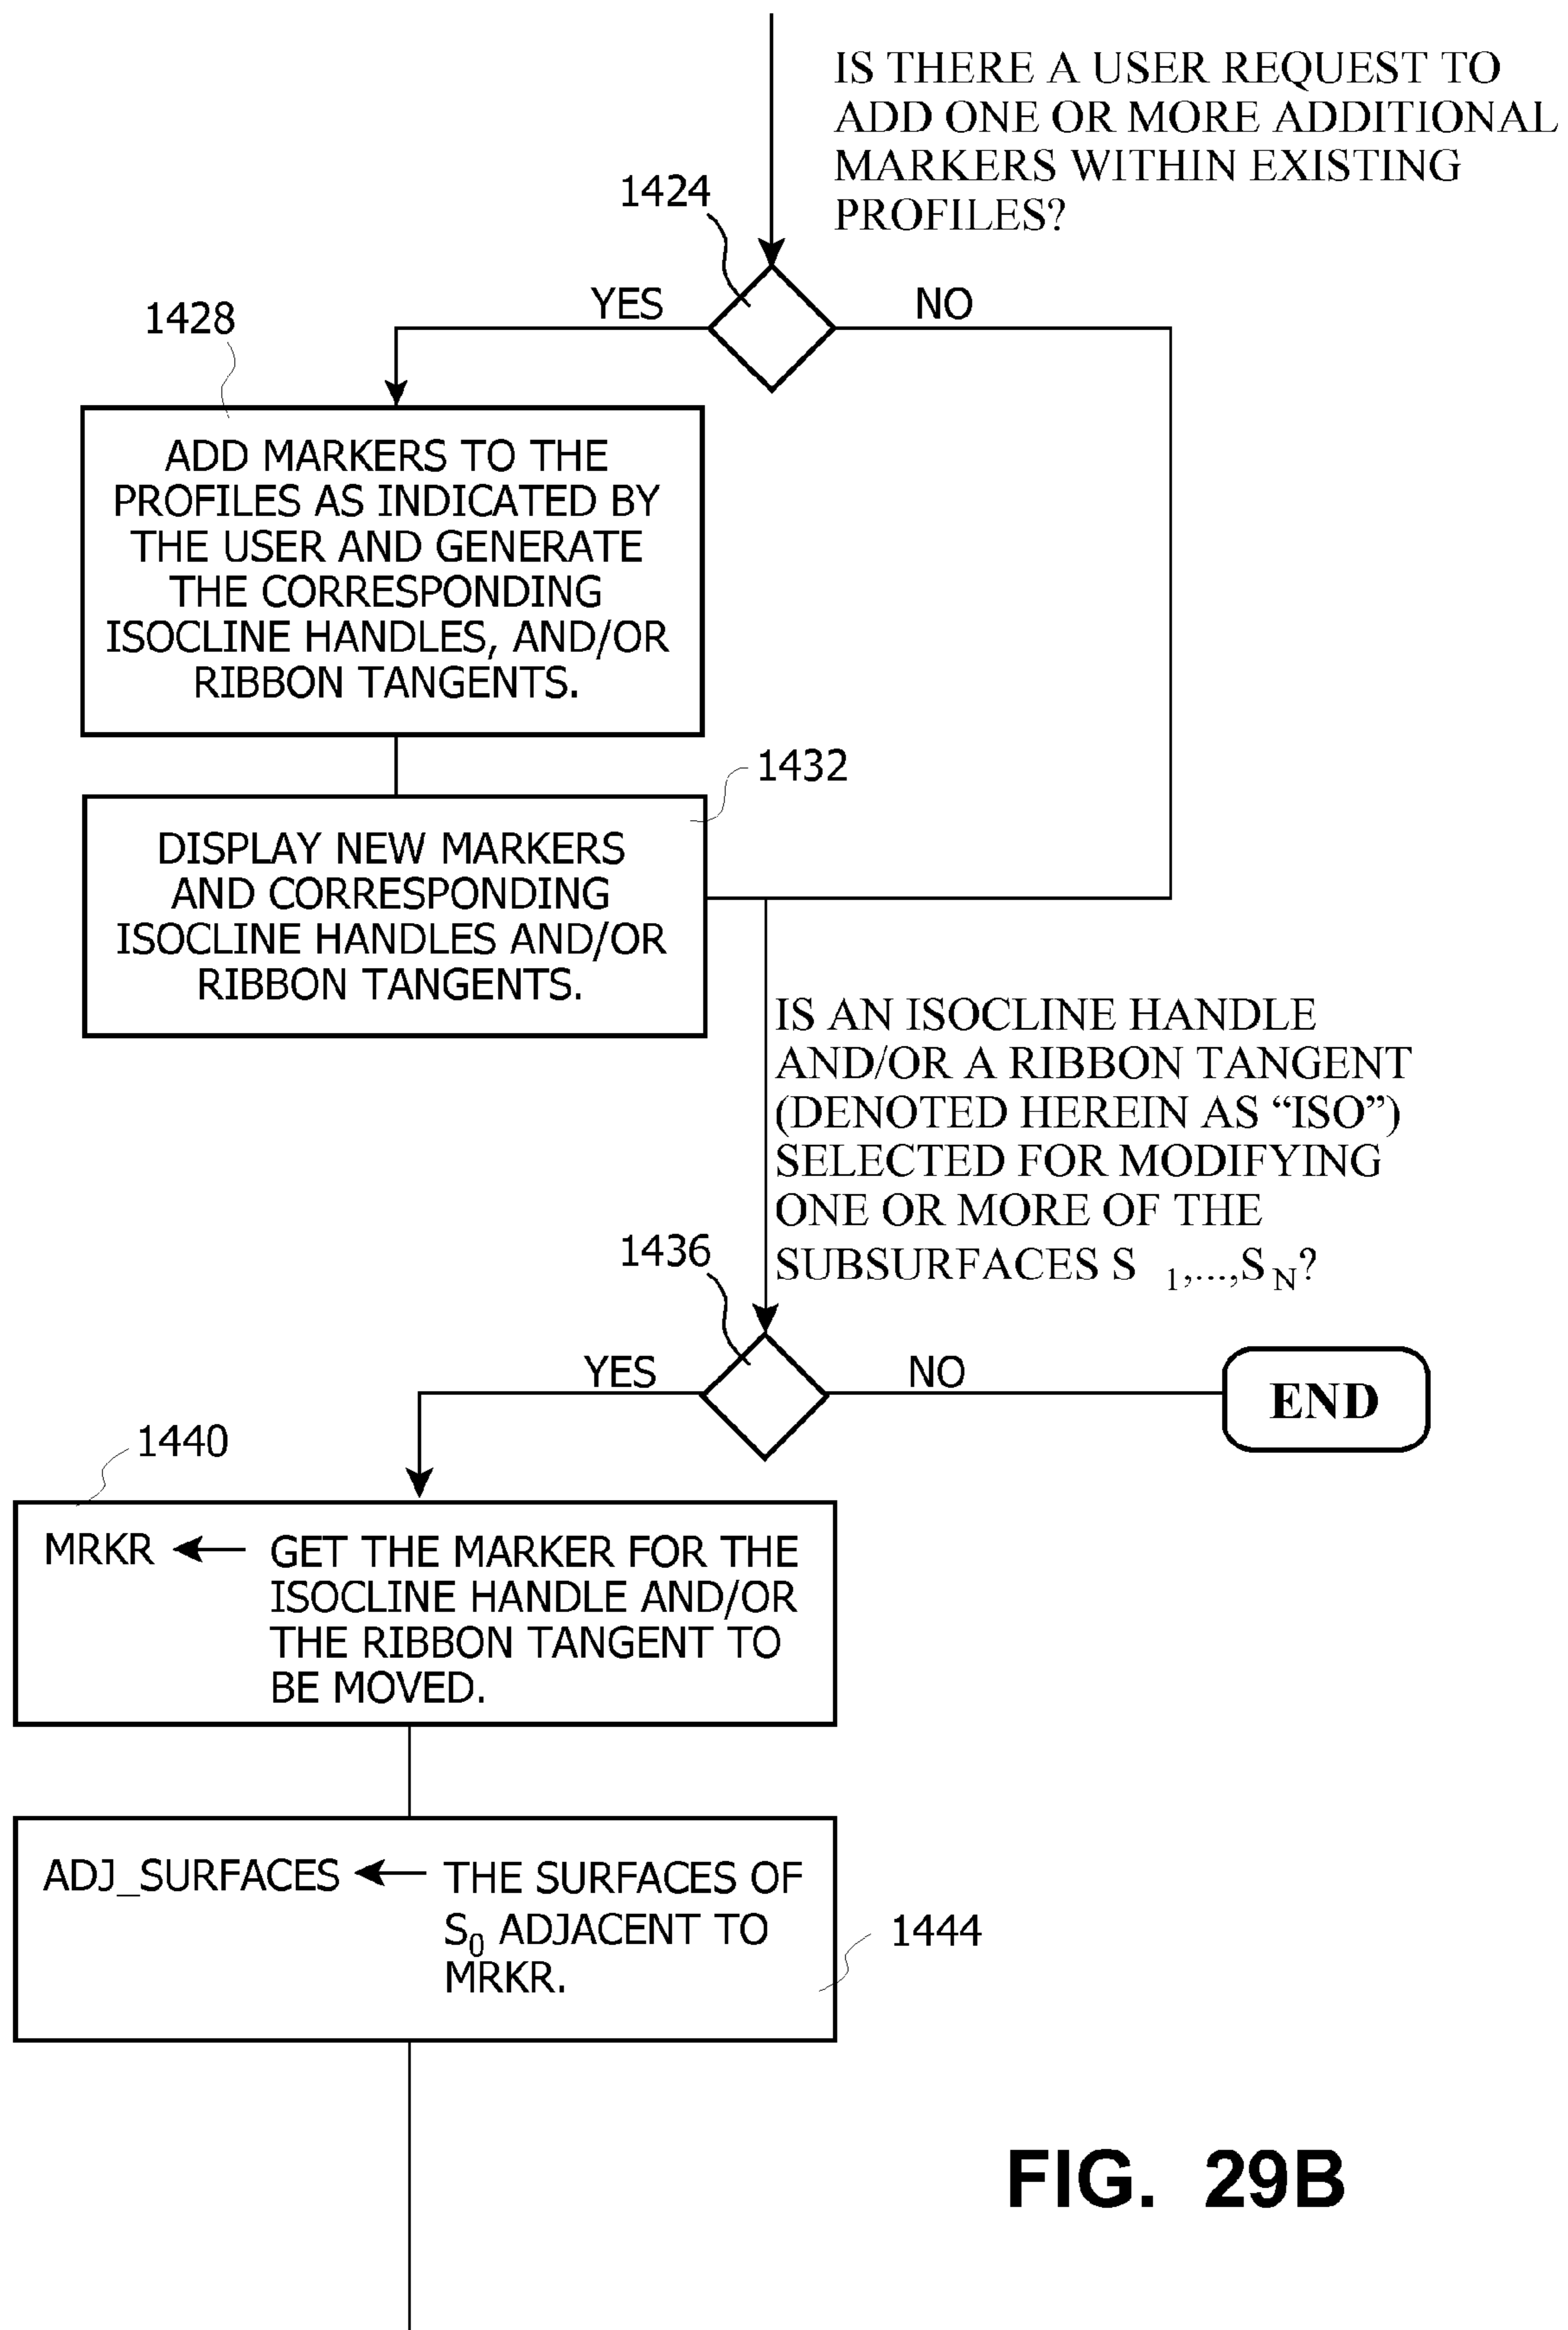 IS THERE A USER REQUEST TO
ADD ONE OR MORE ADDITIONAL
MARKERS WITHIN EXISTING
PROFILES?
1424
YES
NO
1428
ADD MARKERS TO THE
PROFILES AS INDICATED BY
THE USER AND GENERATE
THE CORRESPONDING
ISOCLINE HANDLES, AND/OR
RIBBON TANGENTS.
1432
DISPLAY NEW MARKERS
AND CORRESPONDING
ISOCLINE HANDLES AND/OR
RIBBON TANGENTS.
IS AN ISOCLINE HANDLE
AND/OR A RIBBON TANGENT
(DENOTED HEREIN AS “ISO”)
SELECTED FOR MODIFYING
ONE OR MORE OF THE
SUBSURFACES S 1,...,S N?
1436
YES
NO
END
1440
MRKR ← GET THE MARKER FOR THE
ISOCLINE HANDLE AND/OR
THE RIBBON TANGENT TO
BE MOVED.
ADJ_SURFACES ← THE SURFACES OF
S0 ADJACENT TO
MRKR.
1444
FIG. 29B